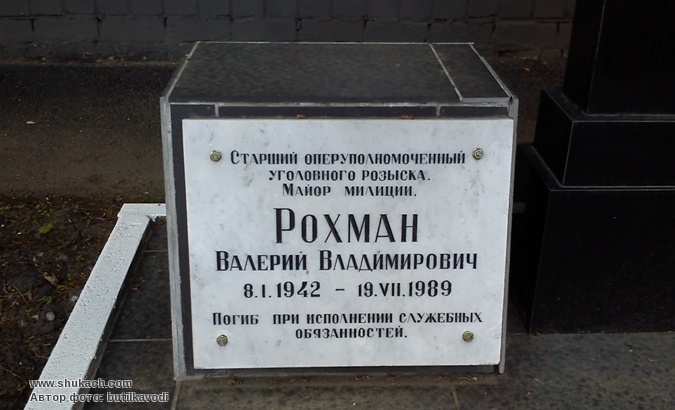 Старший оперуполномоченный
уголовного розыска.
Майор милиции.
Рохман
Валерий Владимирович
8.I.1942 – 19.VII.1989
Погиб при исполнении служебных
обязанностей.
www.shukach.com
Автор фото: butilkavodi